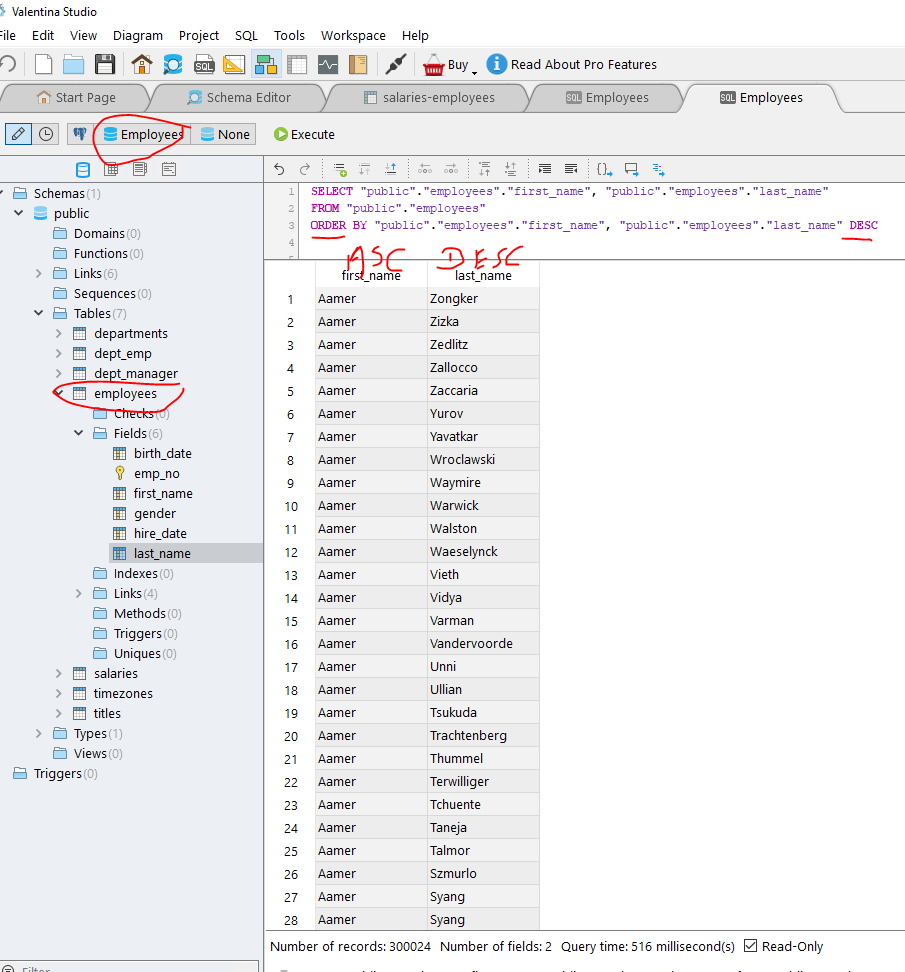 Valentina Studio
File Edit View Diagram Project SQL Tools Workspace Help
SQL Buy Read About Pro Features
Start Page Schema Editor salaries-employees SQL Employees SQL Employees
Employees None Execute
Schemas (1)
public
Domains (0)
Functions (0)
Links (6)
Sequences (0)
Tables (7)
departments
dept_emp
dept_manager
employees
Checks (0)
Fields (6)
birth_date
emp_no
first_name
gender
hire_date
last_name
Indexes (0)
Links (4)
Methods (0)
Triggers (0)
Uniques (0)
salaries
timezones
titles
Types (1)
Views (0)
Triggers (0)
Filter
1 SELECT "public"."employees"."first_name", "public"."employees"."last_name"
2 FROM "public"."employees"
3 ORDER BY "public"."employees"."first_name", "public"."employees"."last_name" DESC
4
ASC DESC
first_name last_name
1 Aamer Zongker
2 Aamer Zizka
3 Aamer Zedlitz
4 Aamer Zallocco
5 Aamer Zaccaria
6 Aamer Yurov
7 Aamer Yavatkar
8 Aamer Wroclawski
9 Aamer Waymire
10 Aamer Warwick
11 Aamer Walston
12 Aamer Waeselynck
13 Aamer Vieth
14 Aamer Vidya
15 Aamer Varman
16 Aamer Vandervoorde
17 Aamer Unni
18 Aamer Ullian
19 Aamer Tsukuda
20 Aamer Trachtenberg
21 Aamer Thummel
22 Aamer Terwilliger
23 Aamer Tchuente
24 Aamer Taneja
25 Aamer Talmor
26 Aamer Szmurlo
27 Aamer Syang
28 Aamer Syang
Number of records: 300024 Number of fields: 2 Query time: 516 millisecond(s) Read-Only